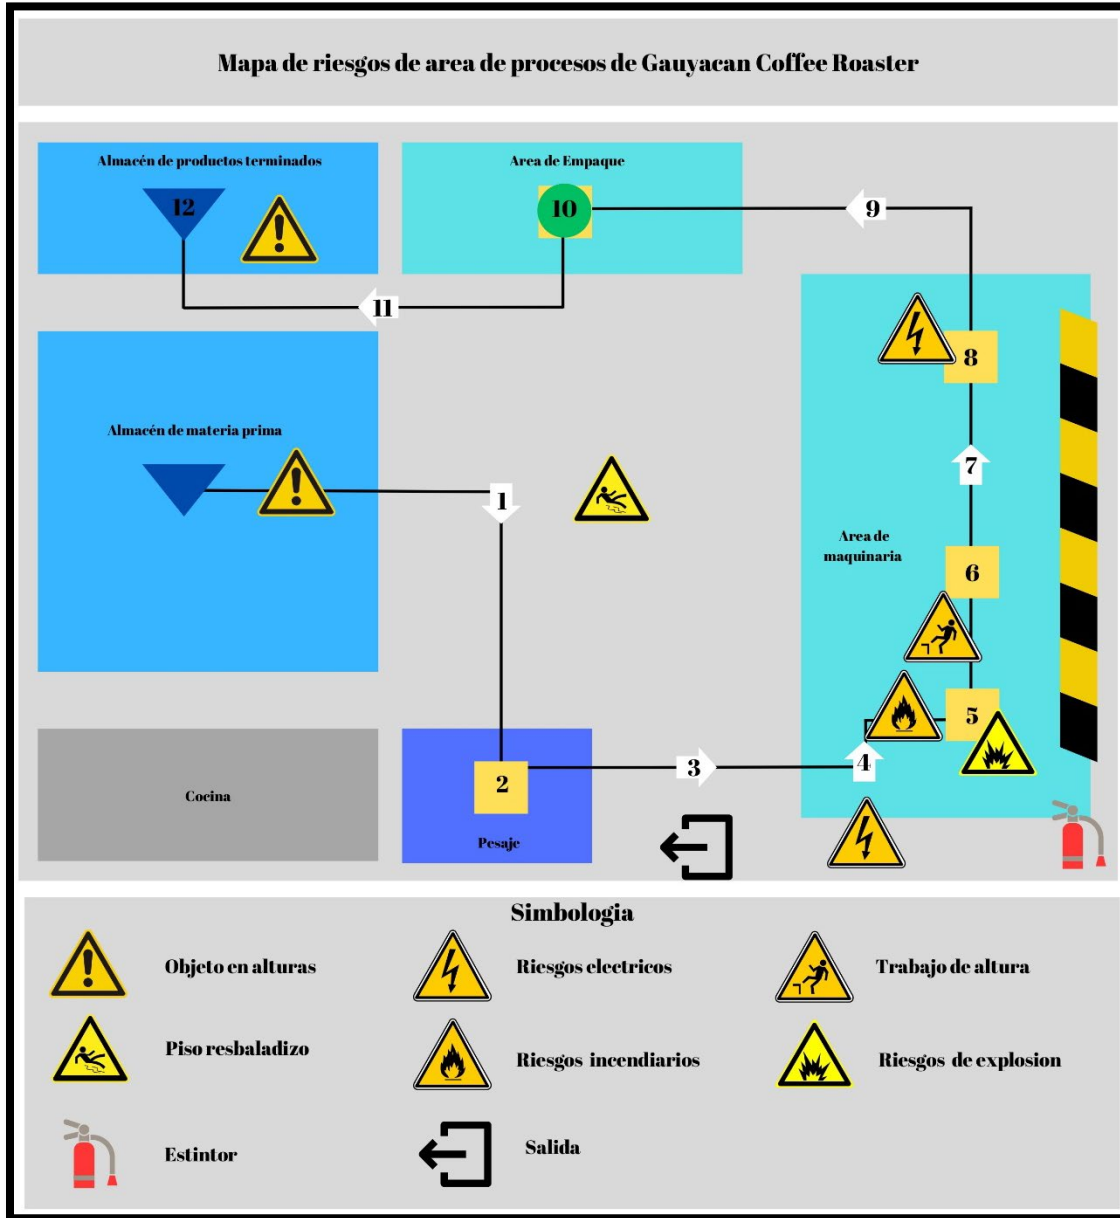 Mapa de riesgos de area de procesos de Gauyacan Coffee Roaster
Almacén de productos terminados
12
Area de Empaque
10
9
11
8
Almacén de materia prima
1
7
Area de
maquinaria
6
5
4
3
2
Cocina
Pesaje
Simbologia
Objeto en alturas
Riesgos electricos
Trabajo de altura
Piso resbaladizo
Riesgos incendiarios
Riesgos de explosion
Estintor
Salida